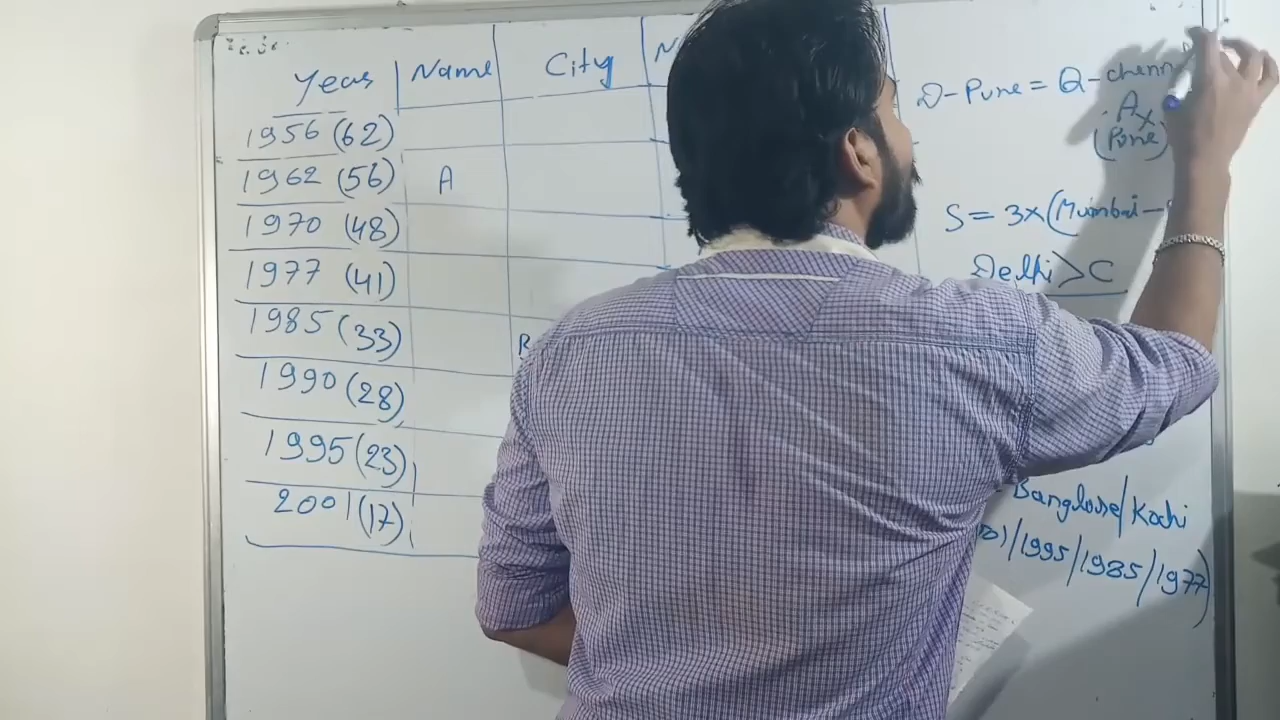 Year Name City N
1956 (62)
1962 (56) A
1970 (48)
1977 (41)
1985 (33)
1990 (28)
1995 (23)
2001 (17)
D-Pune = Q-chenn
A x
(Pune)
S = 3x(Mumbai-
Delhi > C
Banglore/Kochi
/1995/1985/1977)